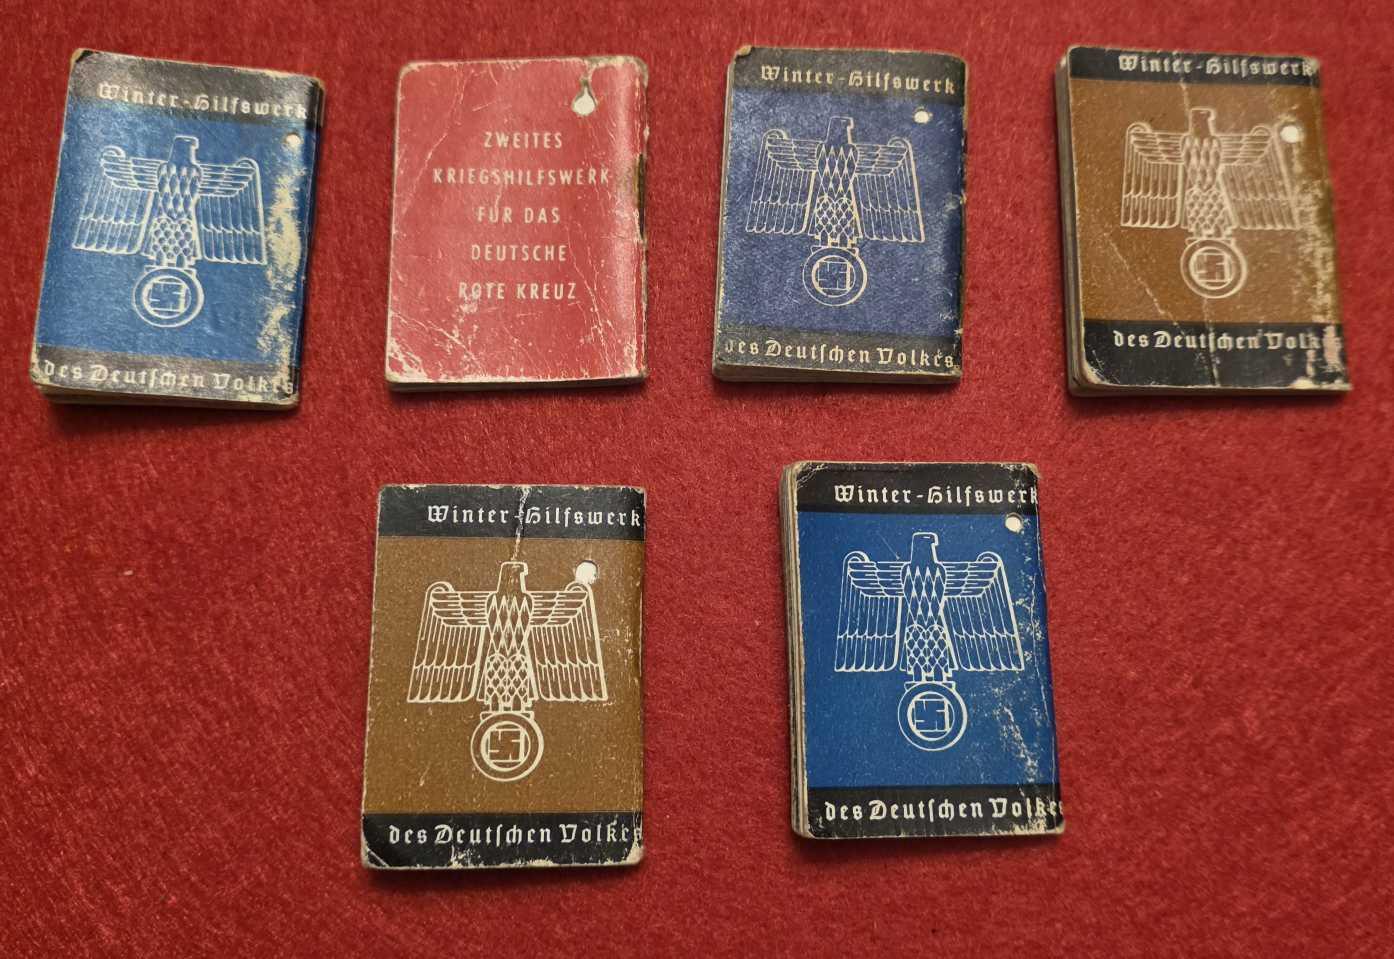 Winter-Hilfswerk
des Deutschen Volkes
ZWEITES
KRIEGSHILFSWERK
FÜR DAS
DEUTSCHE
ROTE KREUZ
Winter-Hilfswerk
des Deutschen Volkes
Winter-Hilfswerk
des Deutschen Volkes
Winter-Hilfswerk
des Deutschen Volkes
Winter-Hilfswerk
des Deutschen Volkes